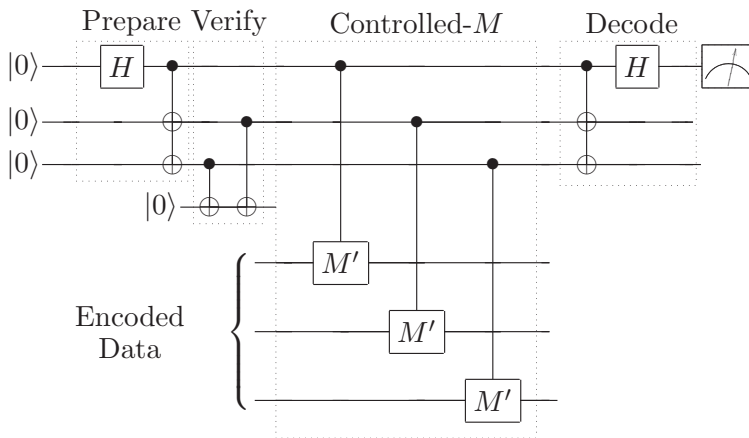 Prepare Verify Controlled-M Decode
|0⟩ H H
|0⟩
|0⟩
|0⟩
M′
Encoded
Data
M′
M′